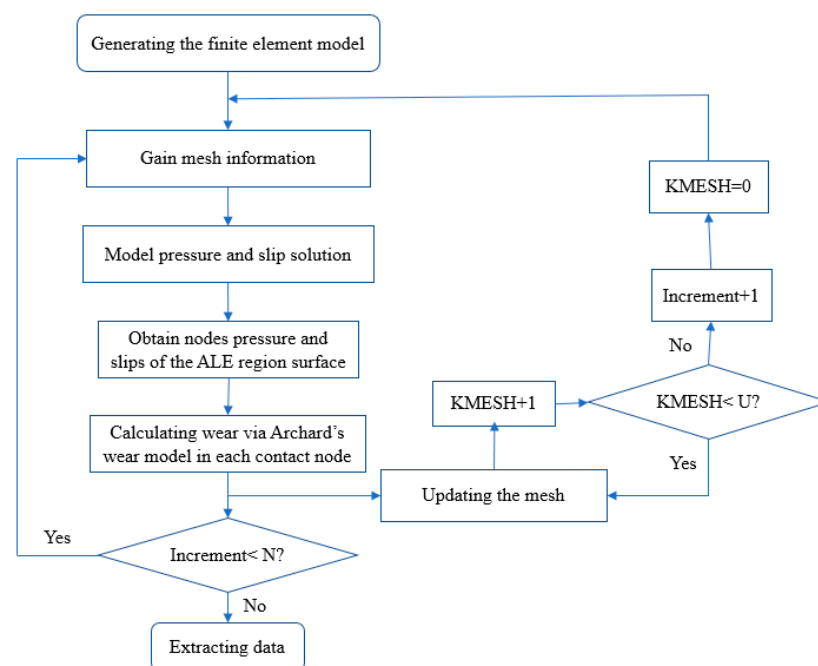 Generating the finite element model
Gain mesh information
Model pressure and slip solution
Obtain nodes pressure and
slips of the ALE region surface
Calculating wear via Archard's
wear model in each contact node
Yes
Increment< N?
No
Extracting data
KMESH=0
Increment+1
No
KMESH< U?
Yes
KMESH+1
Updating the mesh